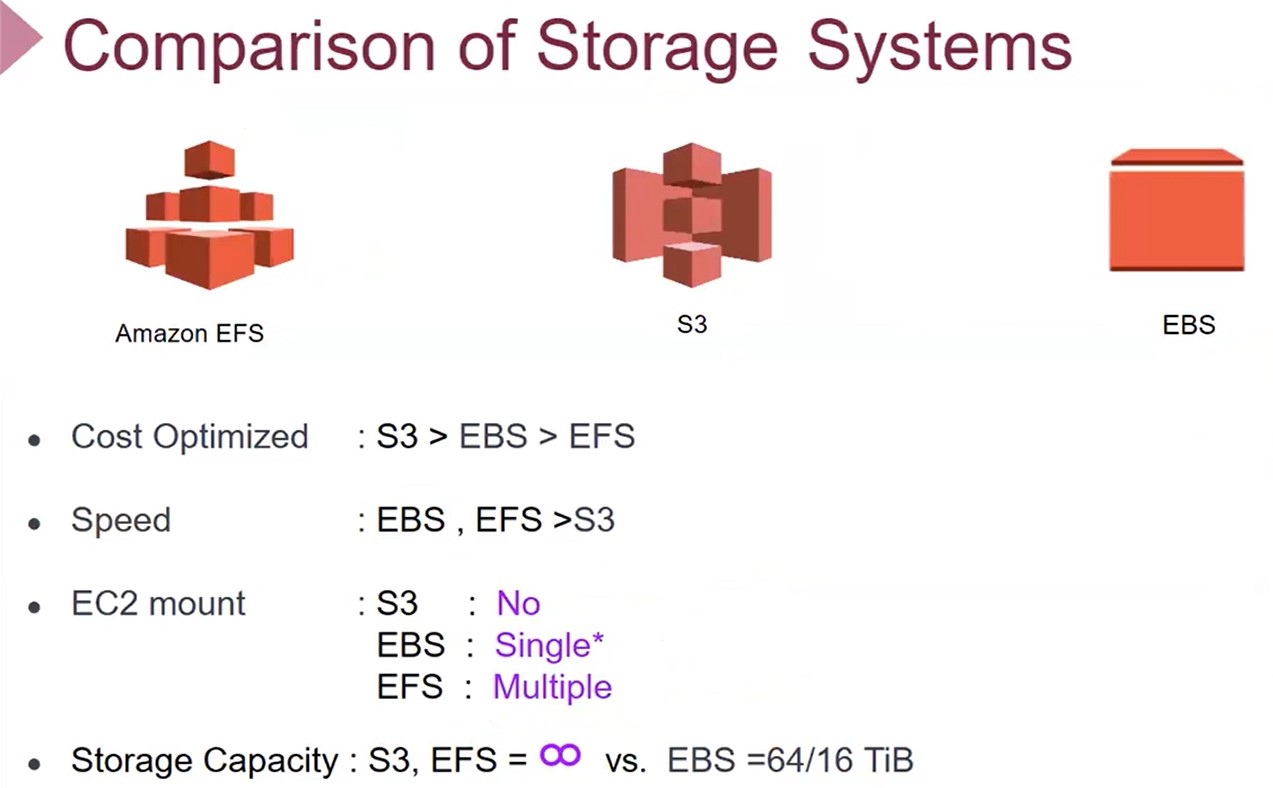 Comparison of Storage Systems
Amazon EFS
S3
EBS
• Cost Optimized : S3 > EBS > EFS
• Speed : EBS , EFS >S3
• EC2 mount : S3 : No
EBS : Single*
EFS : Multiple
• Storage Capacity : S3, EFS = ∞ vs. EBS =64/16 TiB